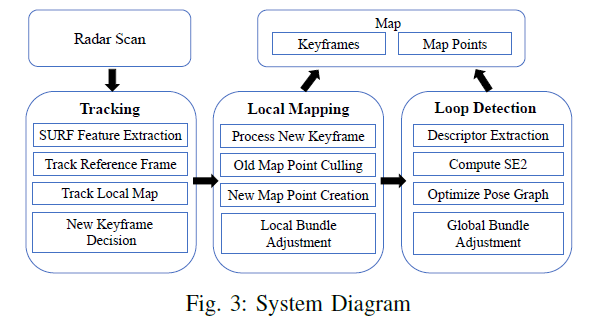 Radar Scan
Map
Keyframes
Map Points
Tracking
SURF Feature Extraction
Track Reference Frame
Track Local Map
New Keyframe
Decision
Local Mapping
Process New Keyframe
Old Map Point Culling
New Map Point Creation
Local Bundle
Adjustment
Loop Detection
Descriptor Extraction
Compute SE2
Optimize Pose Graph
Global Bundle
Adjustment
Fig. 3: System Diagram